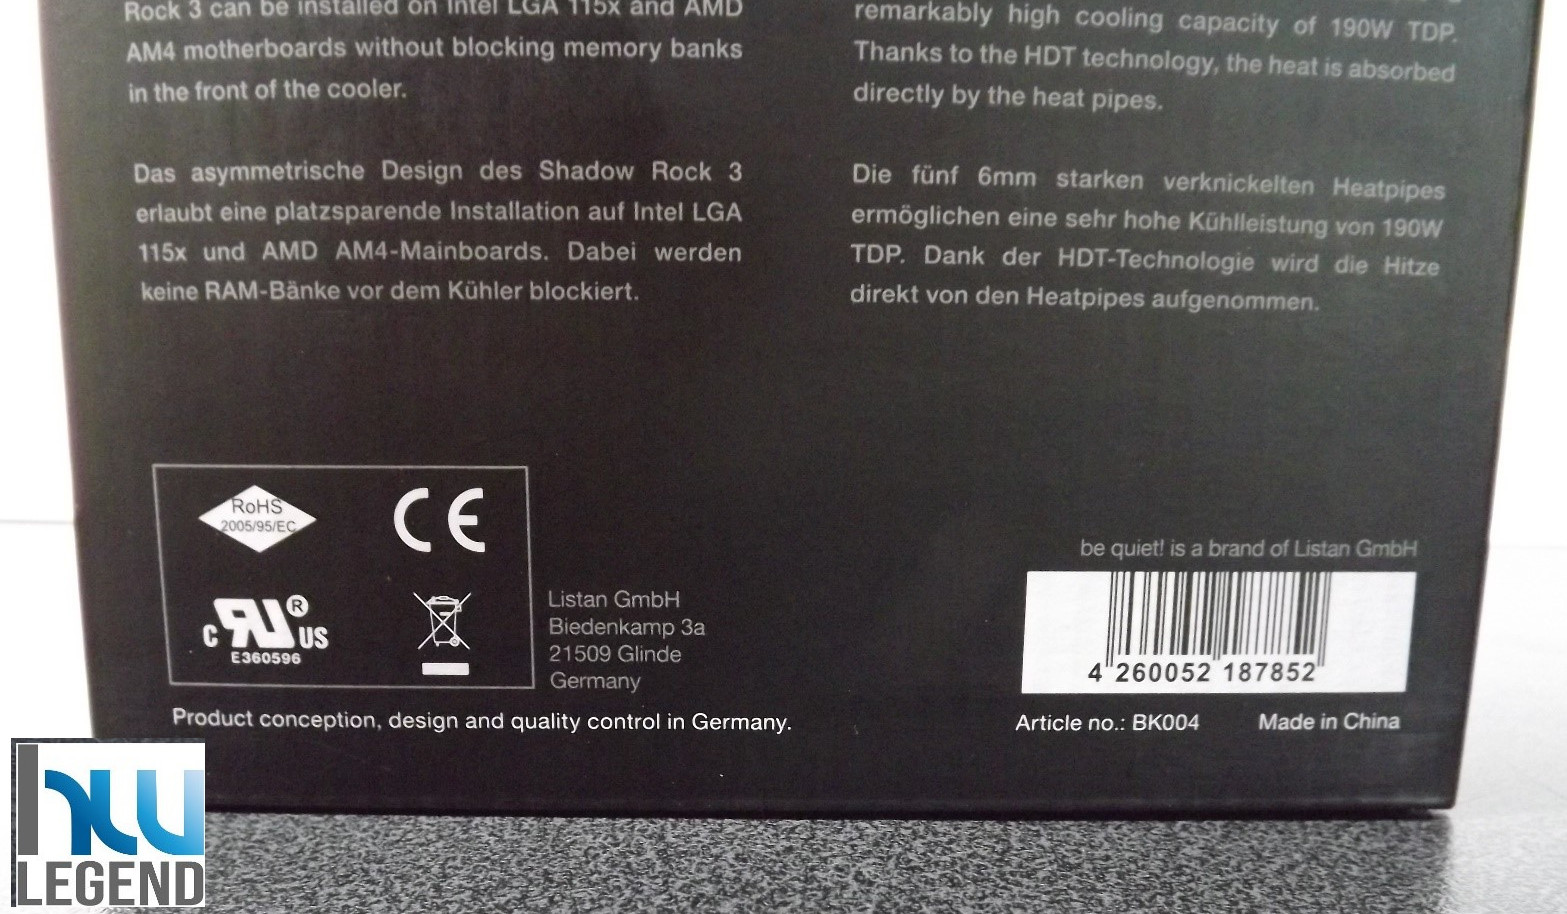 Rock 3 can be installed on Intel LGA 115x and AMD
AM4 motherboards without blocking memory banks
in the front of the cooler.
Das asymmetrische Design des Shadow Rock 3
erlaubt eine platzsparende Installation auf Intel LGA
115x und AMD AM4-Mainboards. Dabei werden
keine RAM-Bänke vor dem Kühler blockiert.
remarkably high cooling capacity of 190W TDP.
Thanks to the HDT technology, the heat is absorbed
directly by the heat pipes.
Die fünf 6mm starken verknickelten Heatpipes
ermöglichen eine sehr hohe Kühlleistung von 190W
TDP. Dank der HDT-Technologie wird die Hitze
direkt von den Heatpipes aufgenommen.
RoHS
2005/95/EC
CE
C RU ® US
E360596
Listan GmbH
Biedenkamp 3a
21509 Glinde
Germany
Product conception, design and quality control in Germany.
be quiet! is a brand of Listan GmbH
4 260052 187852
Article no.: BK004 Made in China
hw
LEGEND